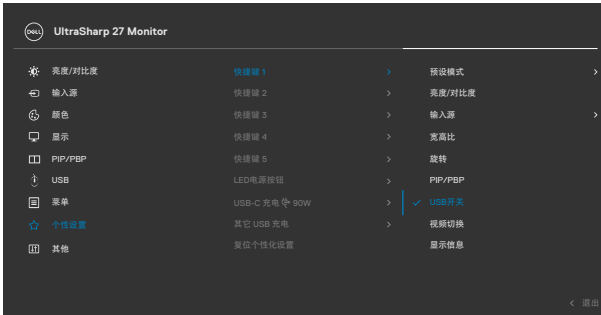 DELL UltraSharp 27 Monitor
亮度/对比度 快捷键 1 预设模式
输入源 快捷键 2 亮度/对比度
颜色 快捷键 3 输入源
显示 快捷键 4 宽高比
PIP/PBP 快捷键 5 旋转
USB LED电源按钮 PIP/PBP
菜单 USB-C 充电 90W USB开关
个性设置 其它 USB 充电 视频切换
其他 复位个性化设置 显示信息
退出